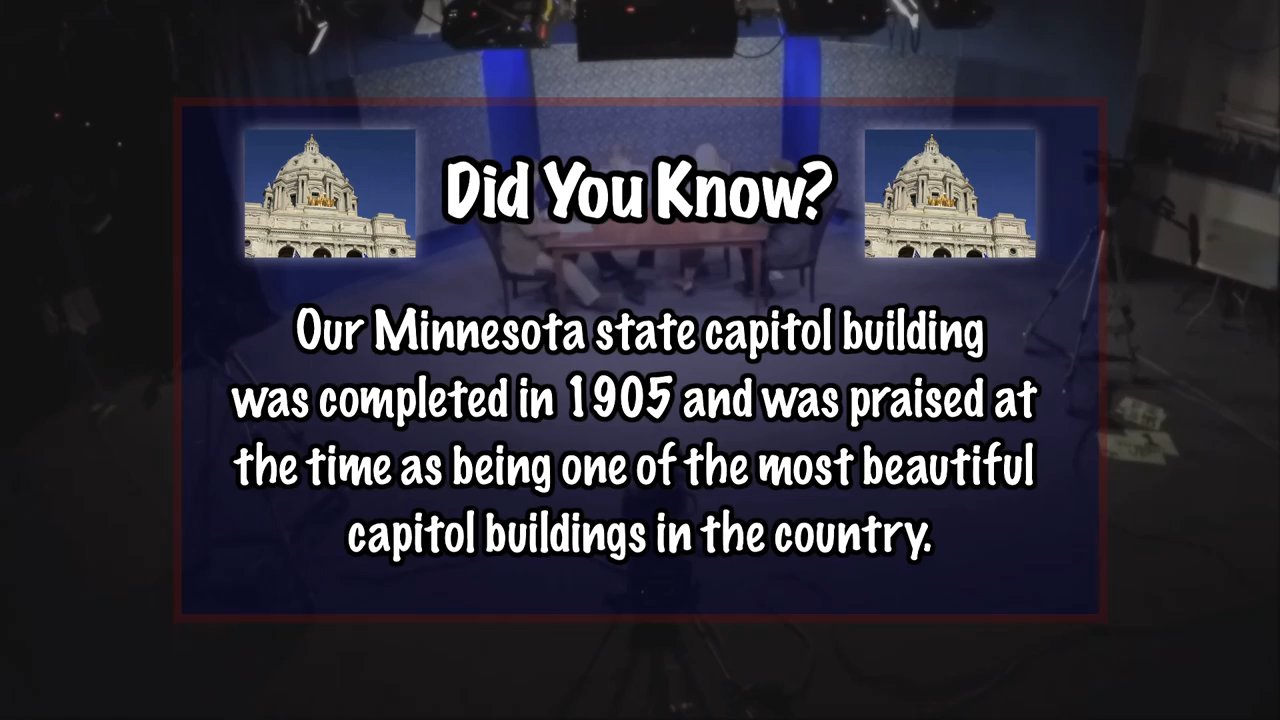 Did You Know?
Our Minnesota state capitol building
was completed in 1905 and was praised at
the time as being one of the most beautiful
capitol buildings in the country.